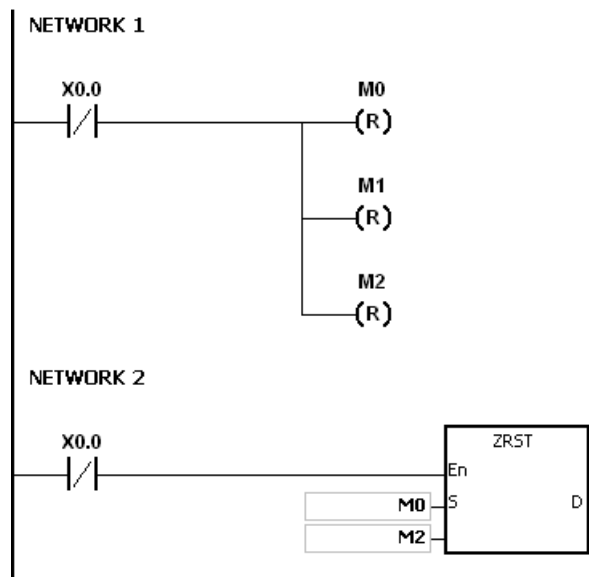 NETWORK 1
X0.0
M0
(R)
M1
(R)
M2
(R)
NETWORK 2
X0.0
ZRST
En
M0 S D
M2